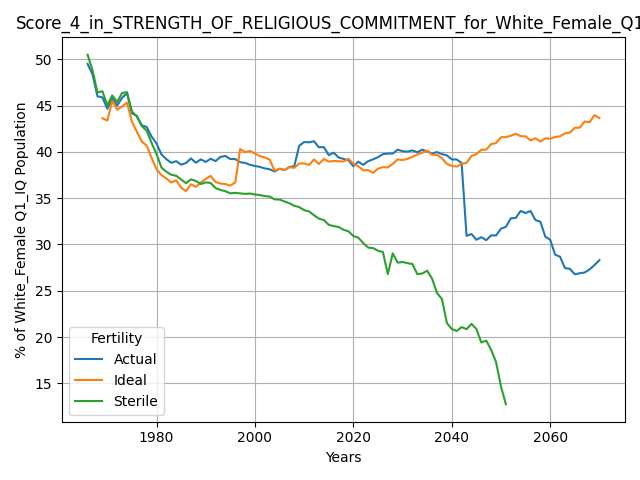 Score_4_in_STRENGTH_OF_RELIGIOUS_COMMITMENT_for_White_Female_Q1
% of White_Female Q1_IQ Population
50
45
40
35
30
25
20
15
Fertility
Actual
Ideal
Sterile
1980
2000
2020
2040
2060
Years